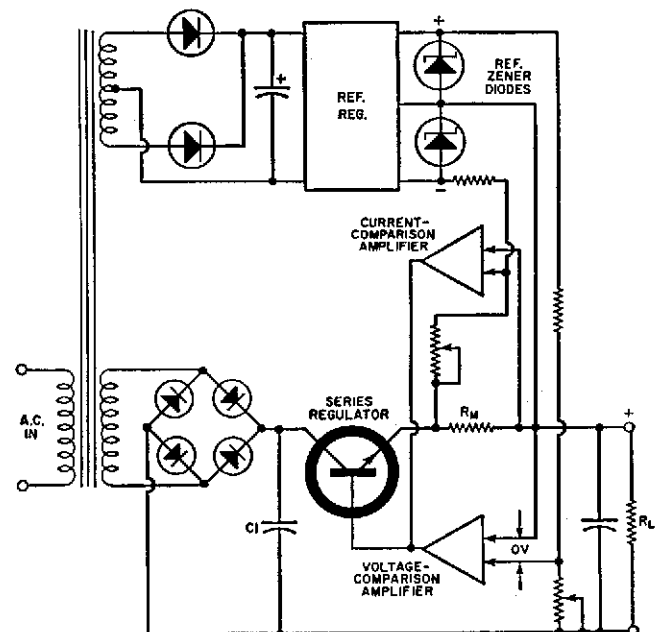 +
REF.
ZENER
DIODES
+
REF.
REG.
−
CURRENT-
COMPARISON
AMPLIFIER
A.C.
IN
SERIES
REGULATOR
RM
+
C1
0V
RL
VOLTAGE-
COMPARISON
AMPLIFIER